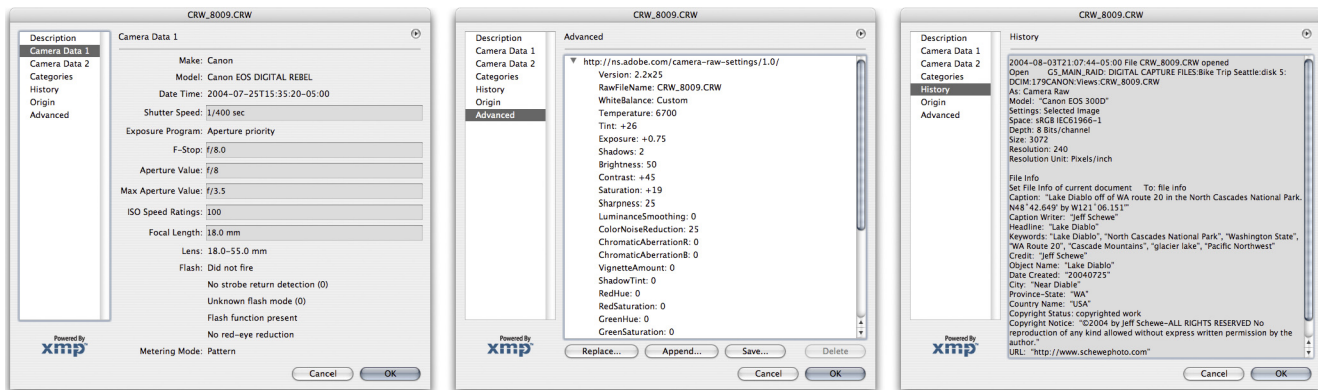 CRW_8009.CRW
Description
Camera Data 1
Camera Data 2
Categories
History
Origin
Advanced
Powered By
xmp
Camera Data 1
Make: Canon
Model: Canon EOS DIGITAL REBEL
Date Time: 2004-07-25T15:35:20-05:00
Shutter Speed: 1/400 sec
Exposure Program: Aperture priority
F-Stop: f/8.0
Aperture Value: f/8
Max Aperture Value: f/3.5
ISO Speed Ratings: 100
Focal Length: 18.0 mm
Lens: 18.0-55.0 mm
Flash: Did not fire
No strobe return detection (0)
Unknown flash mode (0)
Flash function present
No red-eye reduction
Metering Mode: Pattern
Cancel
OK
CRW_8009.CRW
Description
Camera Data 1
Camera Data 2
Categories
History
Origin
Advanced
Powered By
xmp
Advanced
http://ns.adobe.com/camera-raw-settings/1.0/
Version: 2.2x25
RawFileName: CRW_8009.CRW
WhiteBalance: Custom
Temperature: 6700
Tint: +26
Exposure: +0.75
Shadows: 2
Brightness: 50
Contrast: +45
Saturation: +19
Sharpness: 25
LuminanceSmoothing: 0
ColorNoiseReduction: 25
ChromaticAberrationR: 0
ChromaticAberrationB: 0
VignetteAmount: 0
ShadowTint: 0
RedHue: 0
RedSaturation: 0
GreenHue: 0
GreenSaturation: 0
Replace...
Append...
Save...
Delete
Cancel
OK
CRW_8009.CRW
Description
Camera Data 1
Camera Data 2
Categories
History
Origin
Advanced
Powered By
xmp
History
2004-08-03T21:07:44-05:00 File CRW_8009.CRW opened
Open G5_MAIN_RAID: DIGITAL CAPTURE FILES:Bike Trip Seattle:disk 5:
DCIM:179CANON:Views:CRW_8009.CRW
As: Camera Raw
Model: "Canon EOS 300D"
Settings: Selected Image
Space: sRGB IEC61966-1
Depth: 8 Bits/channel
Size: 3072
Resolution: 240
Resolution Unit: Pixels/inch
File Info
Set File Info of current document To: file info
Caption: "Lake Diablo off of WA route 20 in the North Cascades National Park.
N48˚42.649' by W121˚06.151'"
Caption Writer: "Jeff Schewe"
Headline: "Lake Diablo"
Keywords: "Lake Diablo", "North Cascades National Park", "Washington State",
"WA Route 20", "Cascade Mountains", "glacier lake", "Pacific Northwest"
Credit: "Jeff Schewe"
Object Name: "Lake Diablo"
Date Created: "20040725"
City: "Near Diable"
Province-State: "WA"
Country Name: "USA"
Copyright Status: copyrighted work
Copyright Notice: "©2004 by Jeff Schewe-ALL RIGHTS RESERVED No
reproduction of any kind allowed without express written permission by the
author."
URL: "http://www.schewephoto.com"
Cancel
OK